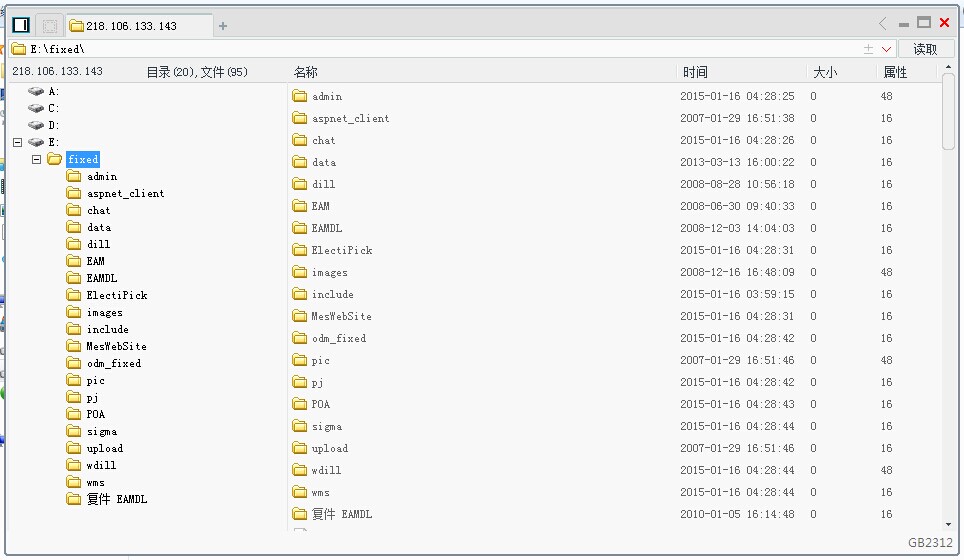 218.106.133.143
E:\fixed\
读取
218.106.133.143 目录(20),文件(95)
名称 时间 大小 属性
A:
C:
D:
E:
fixed
admin
aspnet_client
chat
data
dill
EAM
EAMDL
ElectiPick
images
include
MesWebSite
odm_fixed
pic
pj
POA
sigma
upload
wdill
wms
复件 EAMDL
admin 2015-01-16 04:28:25 0 48
aspnet_client 2007-01-29 16:51:38 0 16
chat 2015-01-16 04:28:26 0 16
data 2013-03-13 16:00:22 0 16
dill 2008-08-28 10:56:18 0 16
EAM 2008-06-30 09:40:33 0 16
EAMDL 2008-12-03 14:04:03 0 16
ElectiPick 2015-01-16 04:28:31 0 16
images 2008-12-16 16:48:09 0 48
include 2015-01-16 03:59:15 0 16
MesWebSite 2015-01-16 04:28:31 0 16
odm_fixed 2015-01-16 04:28:42 0 16
pic 2007-01-29 16:51:46 0 48
pj 2015-01-16 04:28:42 0 16
POA 2015-01-16 04:28:43 0 16
sigma 2015-01-16 04:28:44 0 16
upload 2007-01-29 16:51:46 0 16
wdill 2015-01-16 04:28:44 0 48
wms 2015-01-16 04:28:44 0 16
复件 EAMDL 2010-01-05 16:14:48 0 16
GB2312